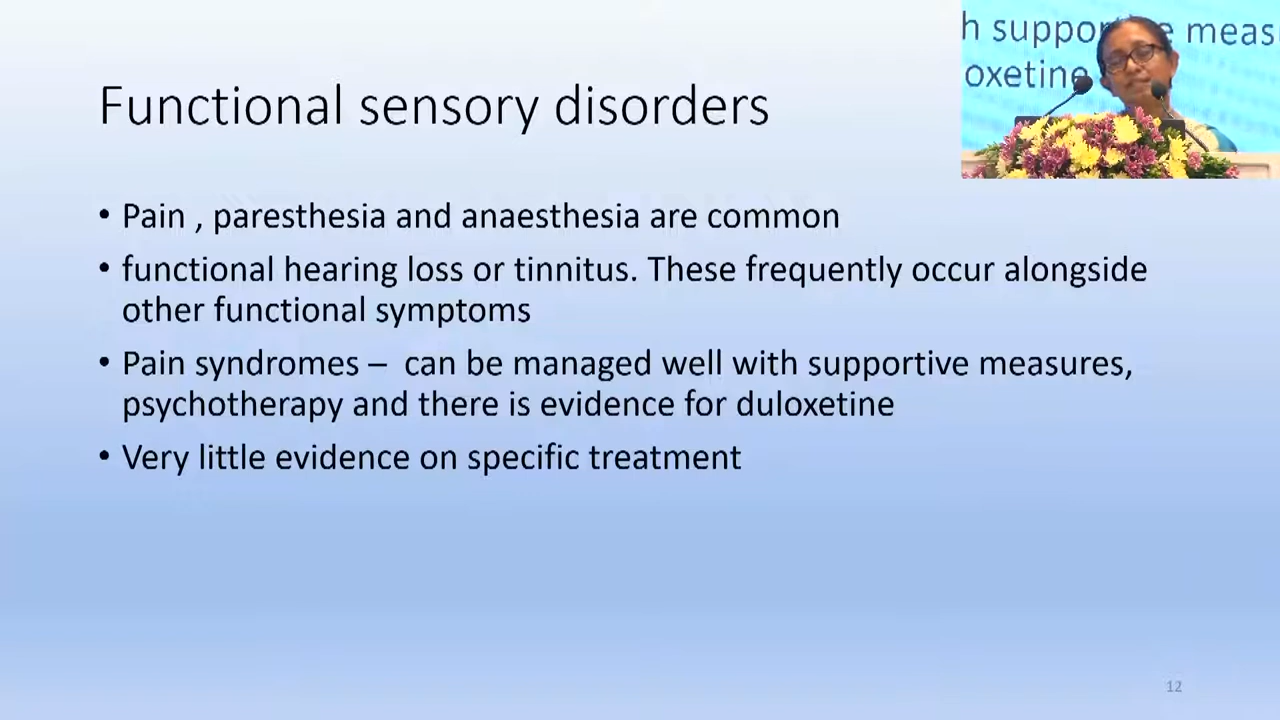 Functional sensory disorders
h supportive meas
oxetine
• Pain , paresthesia and anaesthesia are common
• functional hearing loss or tinnitus. These frequently occur alongside
other functional symptoms
• Pain syndromes – can be managed well with supportive measures,
psychotherapy and there is evidence for duloxetine
• Very little evidence on specific treatment
12